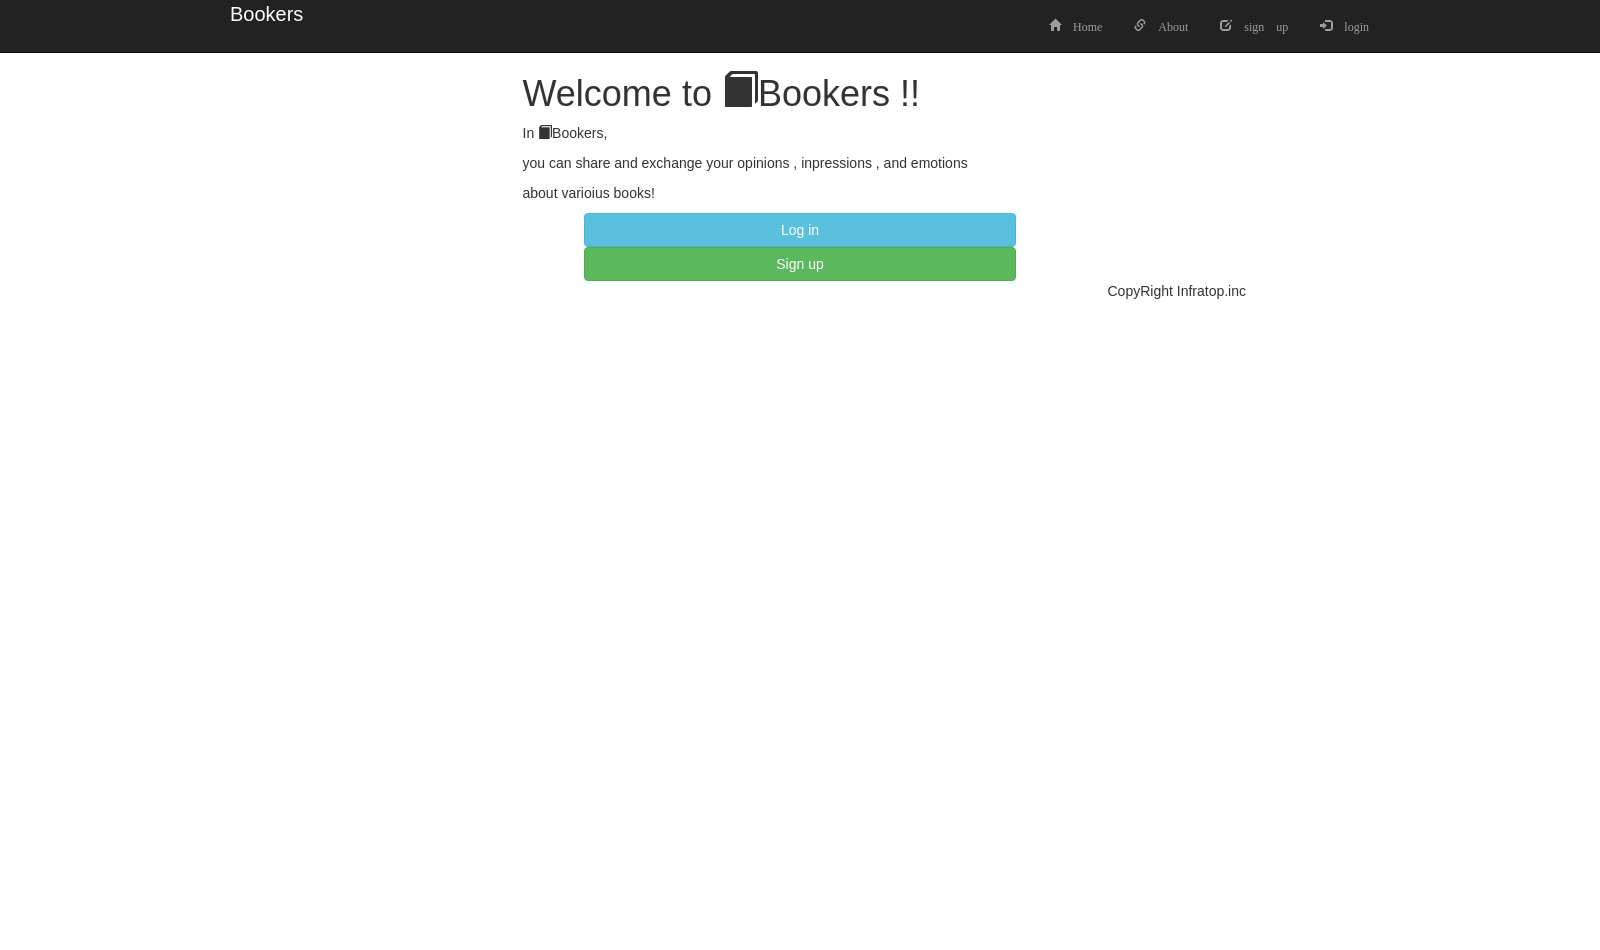 Bookers
Home About sign up login
Welcome to Bookers !!
In Bookers,
you can share and exchange your opinions , inpressions , and emotions
about varioius books!
Log in
Sign up
CopyRight Infratop.inc